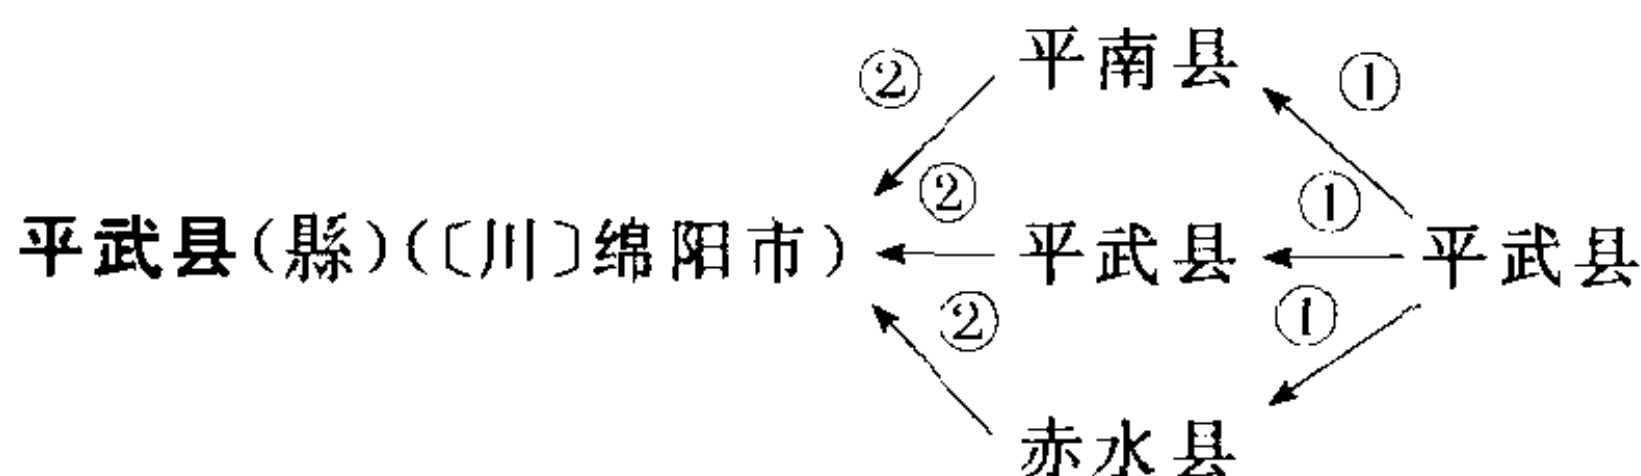 ② 平南县 ①
② ①
平武县(縣)(〔川〕绵阳市) 平武县 平武县
② ①
赤水县